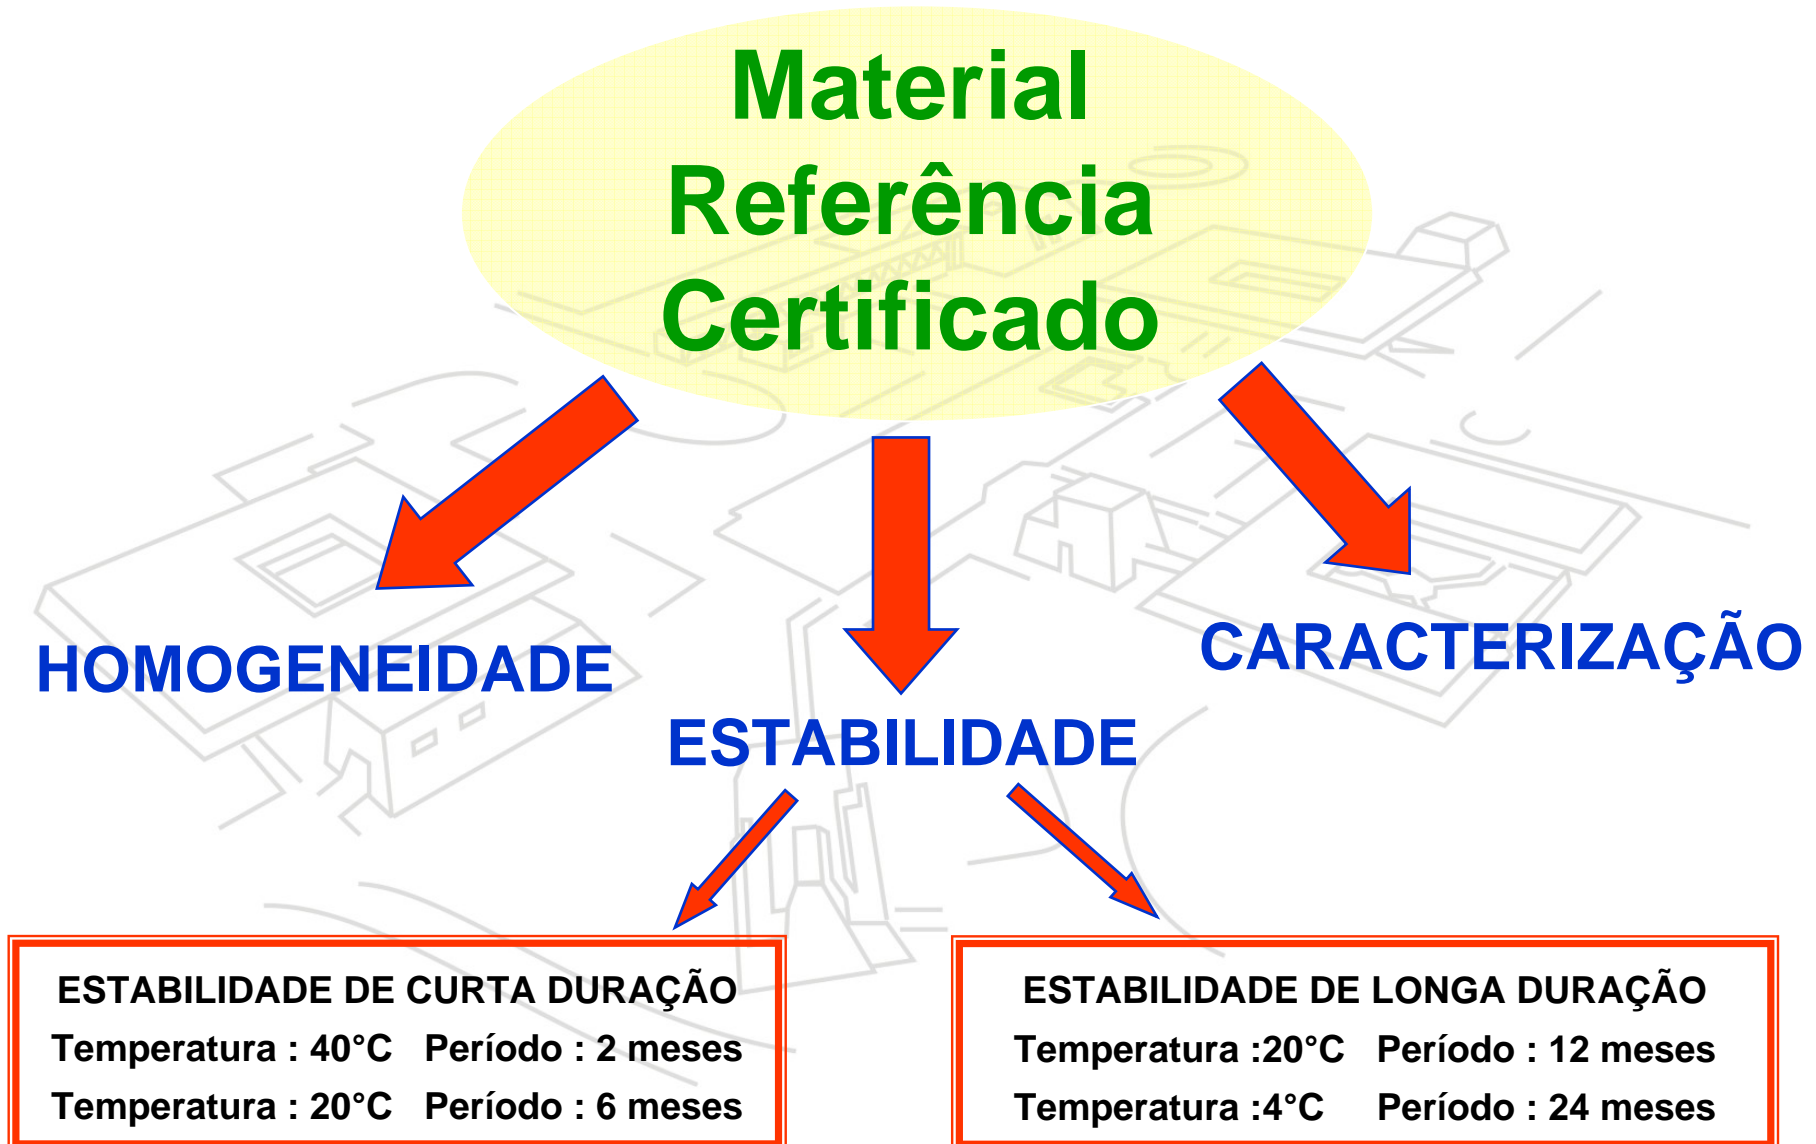 Material
Referência
Certificado
HOMOGENEIDADE
CARACTERIZAÇÃO
ESTABILIDADE
ESTABILIDADE DE CURTA DURAÇÃO
Temperatura : 40°C Período : 2 meses
Temperatura : 20°C Período : 6 meses
ESTABILIDADE DE LONGA DURAÇÃO
Temperatura :20°C Período : 12 meses
Temperatura :4°C Período : 24 meses